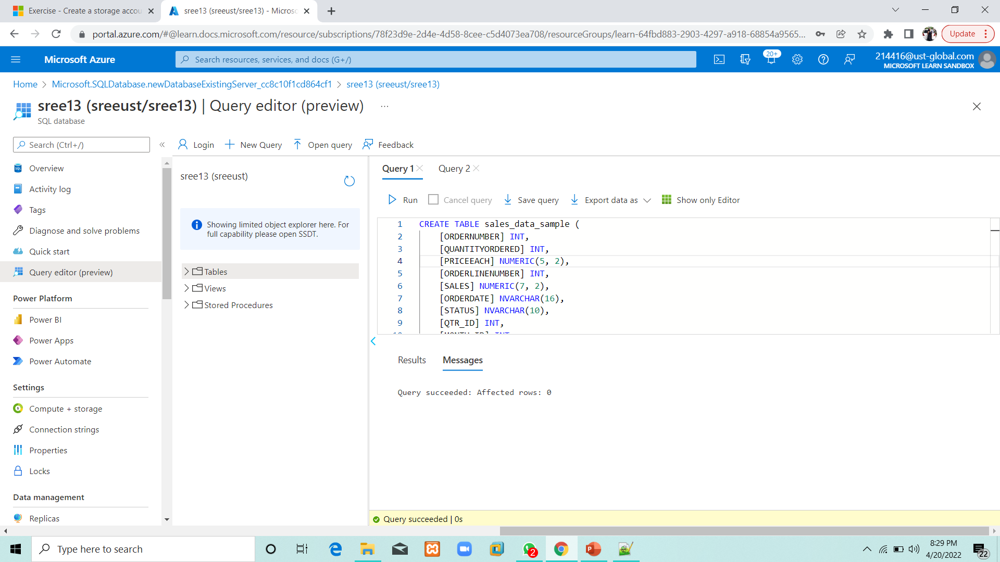 Exercise - Create a storage accou
sree13 (sreeust/sree13) - Microso
portal.azure.com/#@learn.docs.microsoft.com/resource/subscriptions/78f23d9e-2d4e-4d58-8cee-c5d4073ea708/resourceGroups/learn-64fbd883-2903-4297-a918-68854a9565...
Update
Microsoft Azure
Search resources, services, and docs (G+/)
20+
214416@ust-global.com
MICROSOFT LEARN SANDBOX
Home > Microsoft.SQLDatabase.newDatabaseExistingServer_cc8c10f1cd864cf1 > sree13 (sreeust/sree13)
sree13 (sreeust/sree13) | Query editor (preview) ...
SQL database
Search (Ctrl+/)
«
Login
New Query
Open query
Feedback
SQL
Overview
Activity log
Tags
Diagnose and solve problems
Quick start
Query editor (preview)
Power Platform
Power BI
Power Apps
Power Automate
Settings
Compute + storage
Connection strings
Properties
Locks
Data management
Replicas
sree13 (sreeust)
Showing limited object explorer here. For
full capability please open SSDT.
Tables
Views
Stored Procedures
Query 1
Query 2
Run
Cancel query
Save query
Export data as
Show only Editor
1 CREATE TABLE sales_data_sample (
2 [ORDERNUMBER] INT,
3 [QUANTITYORDERED] INT,
4 [PRICEEACH] NUMERIC(5, 2),
5 [ORDERLINENUMBER] INT,
6 [SALES] NUMERIC(7, 2),
7 [ORDERDATE] NVARCHAR(16),
8 [STATUS] NVARCHAR(10),
9 [QTR_ID] INT,
10 [MONTH_ID] INT
Results
Messages
Query succeeded: Affected rows: 0
Query succeeded | 0s
Type here to search
2
8:29 PM
4/20/2022
22